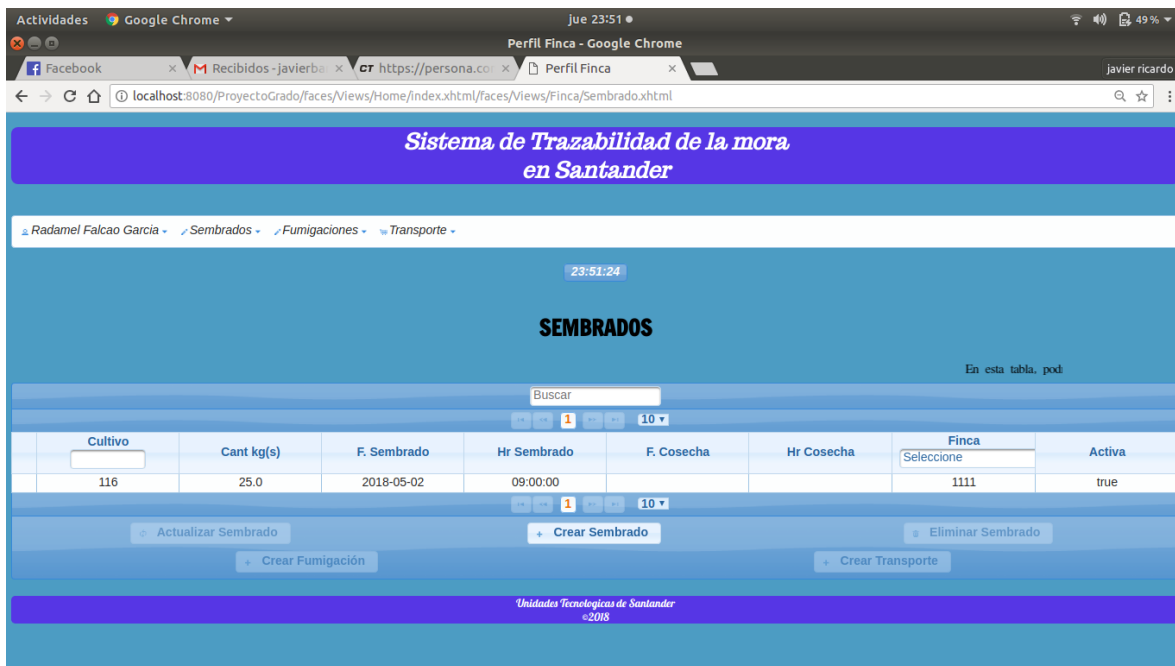 Actividades Google Chrome jue 23:51 49 %
Perfil Finca - Google Chrome
Facebook Recibidos - javierba https://persona.co Perfil Finca javier ricardo
localhost:8080/ProyectoGrado/faces/Views/Home/index.xhtml/faces/Views/Finca/Sembrado.xhtml
Sistema de Trazabilidad de la mora
en Santander
Radamel Falcao Garcia Sembrados Fumigaciones Transporte
23:51:24
SEMBRADOS
En esta tabla, pod
Buscar
1 10
Cultivo Cant kg(s) F. Sembrado Hr Sembrado F. Cosecha Hr Cosecha Finca Activa
Seleccione
116 25.0 2018-05-02 09:00:00 1111 true
1 10
Actualizar Sembrado + Crear Sembrado Eliminar Sembrado
+ Crear Fumigación + Crear Transporte
Unidades Tecnologicas de Santander
©2018